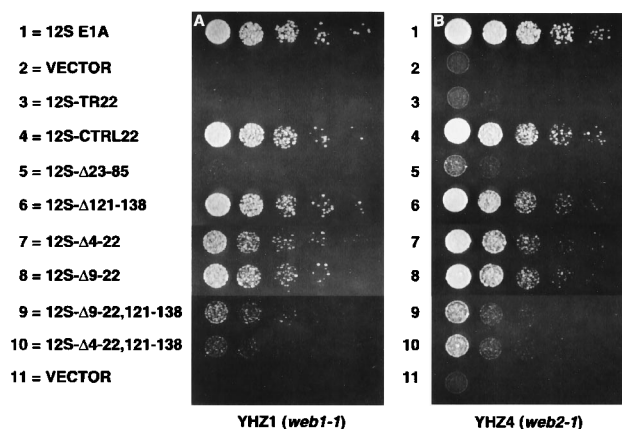 A
B
1 = 12S E1A
1
2 = VECTOR
2
3 = 12S-TR22
3
4 = 12S-CTRL22
4
5 = 12S-Δ23-85
5
6 = 12S-Δ121-138
6
7 = 12S-Δ4-22
7
8 = 12S-Δ9-22
8
9 = 12S-Δ9-22,121-138
9
10 = 12S-Δ4-22,121-138
10
11 = VECTOR
11
YHZ1 (web1-1)
YHZ4 (web2-1)